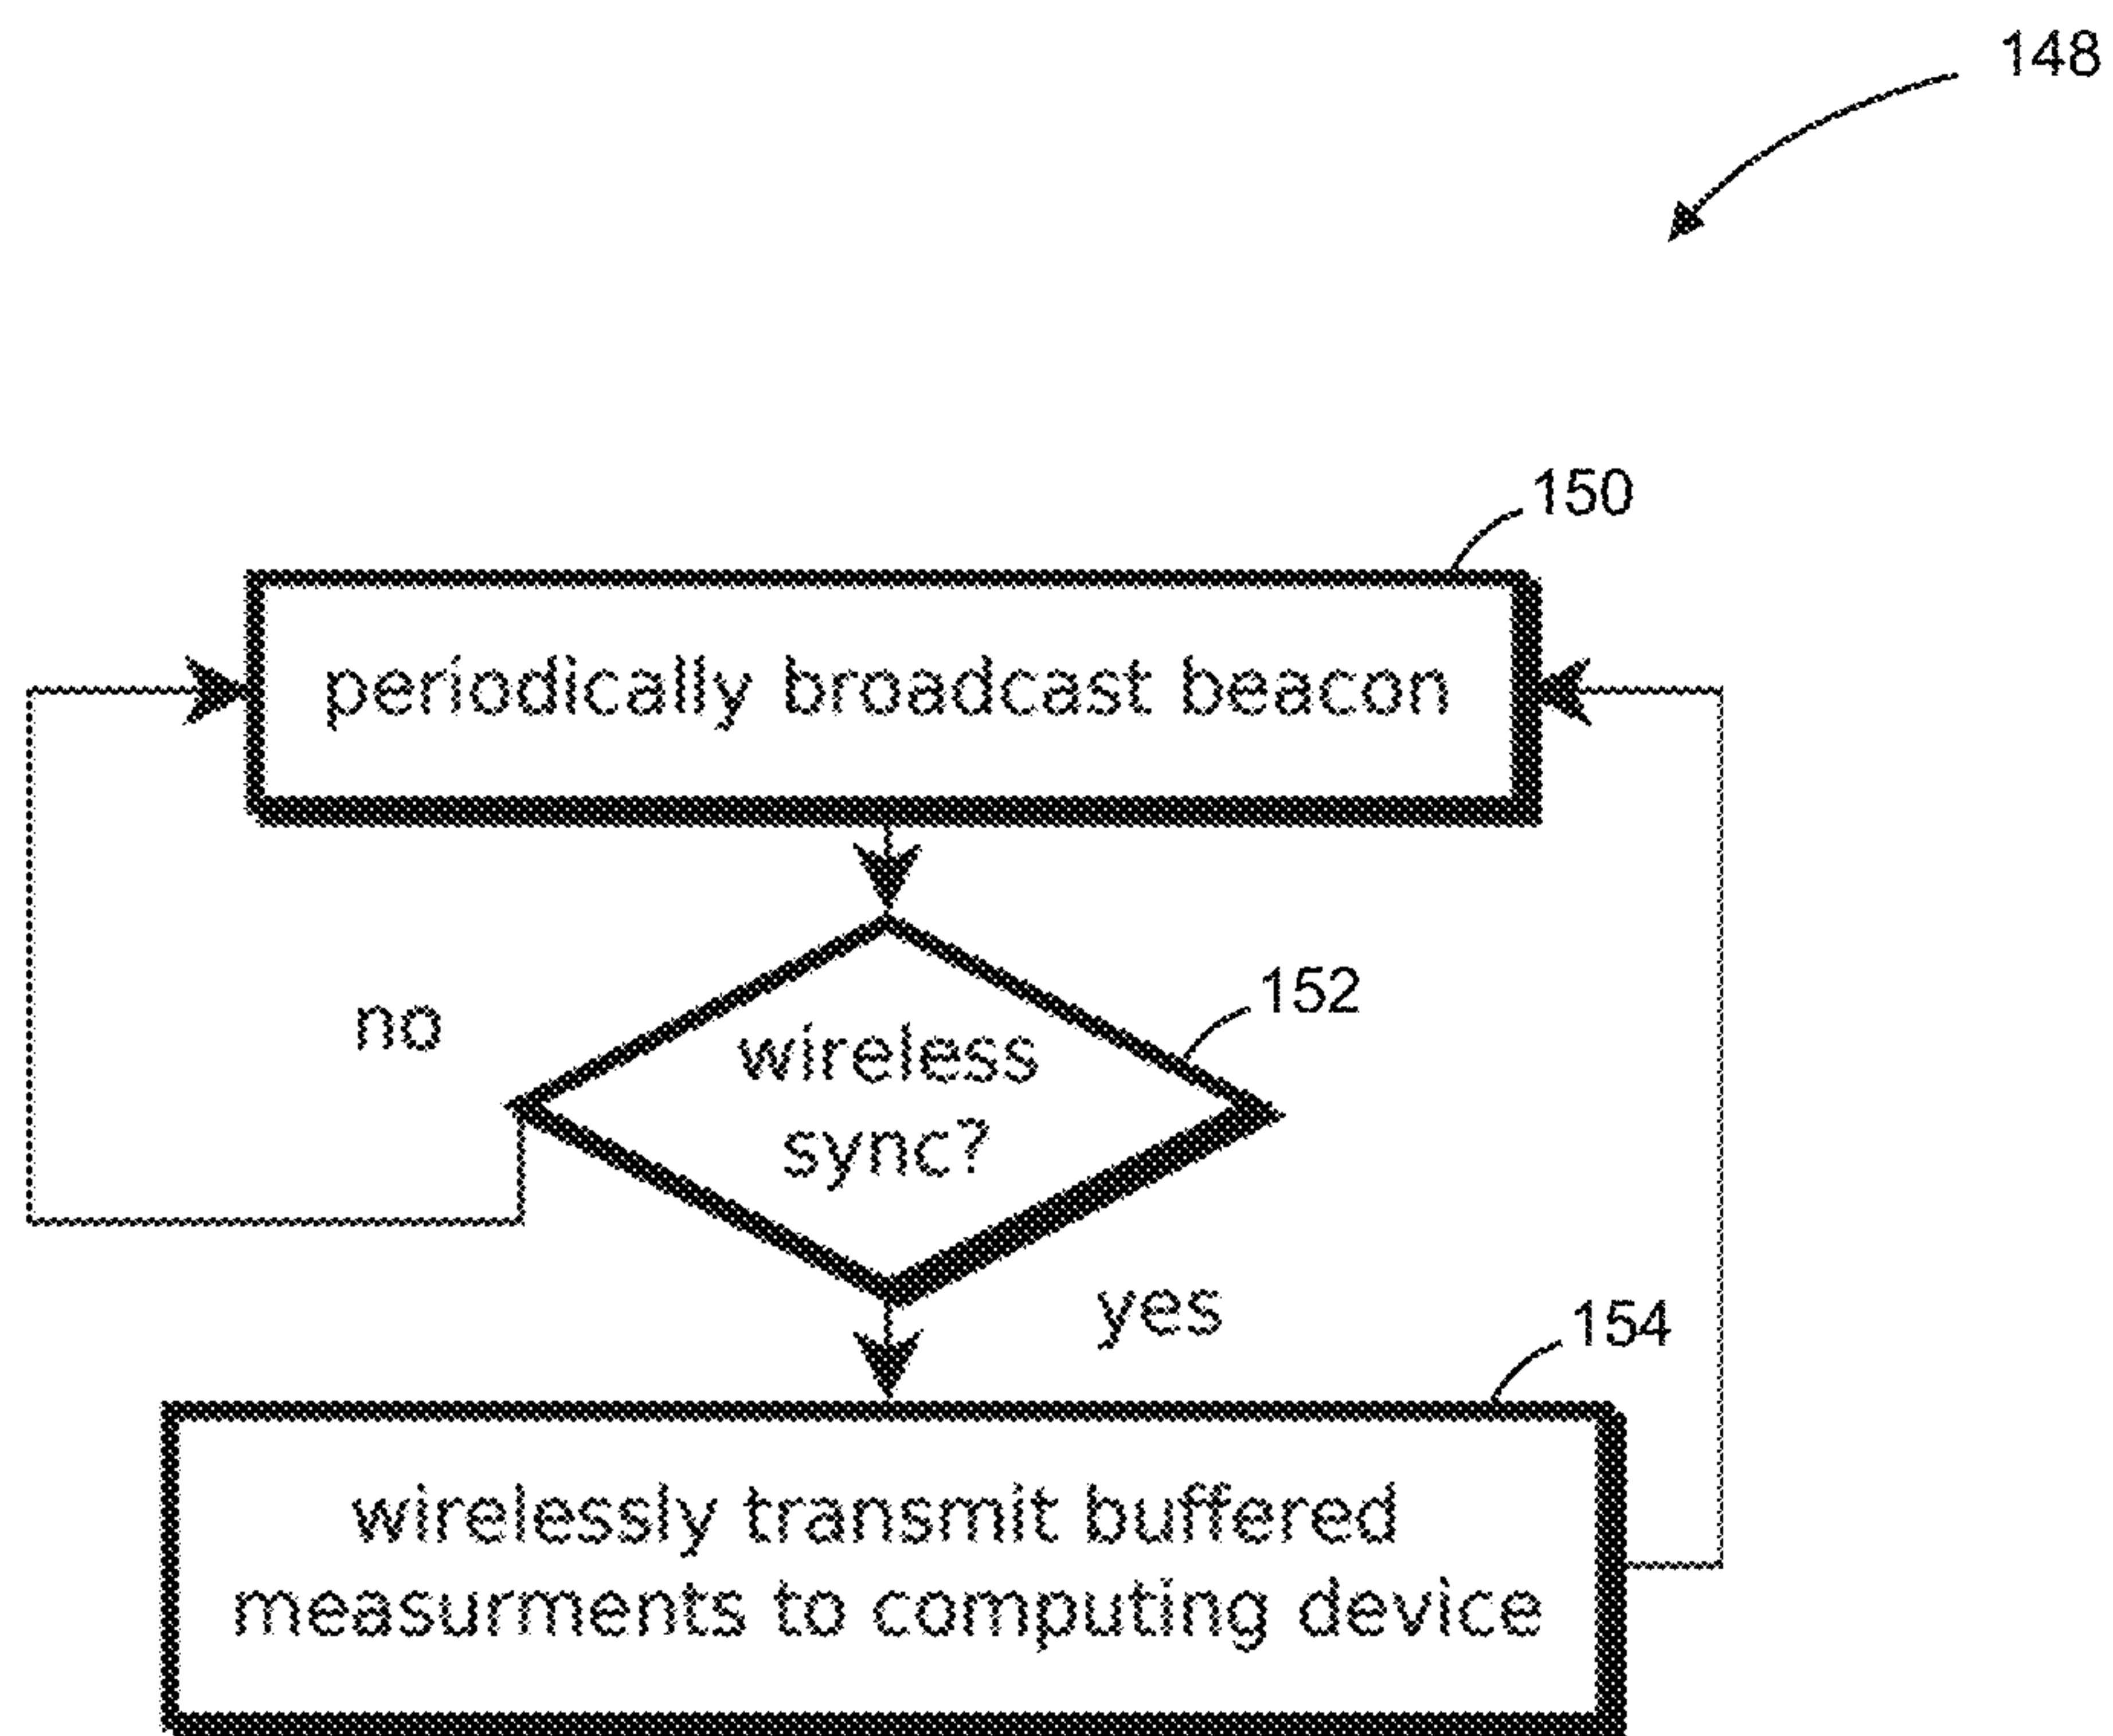 148
150
periodically broadcast beacon
152
no
wireless
sync?
yes
154
wirelessly transmit buffered
measurments to computing device